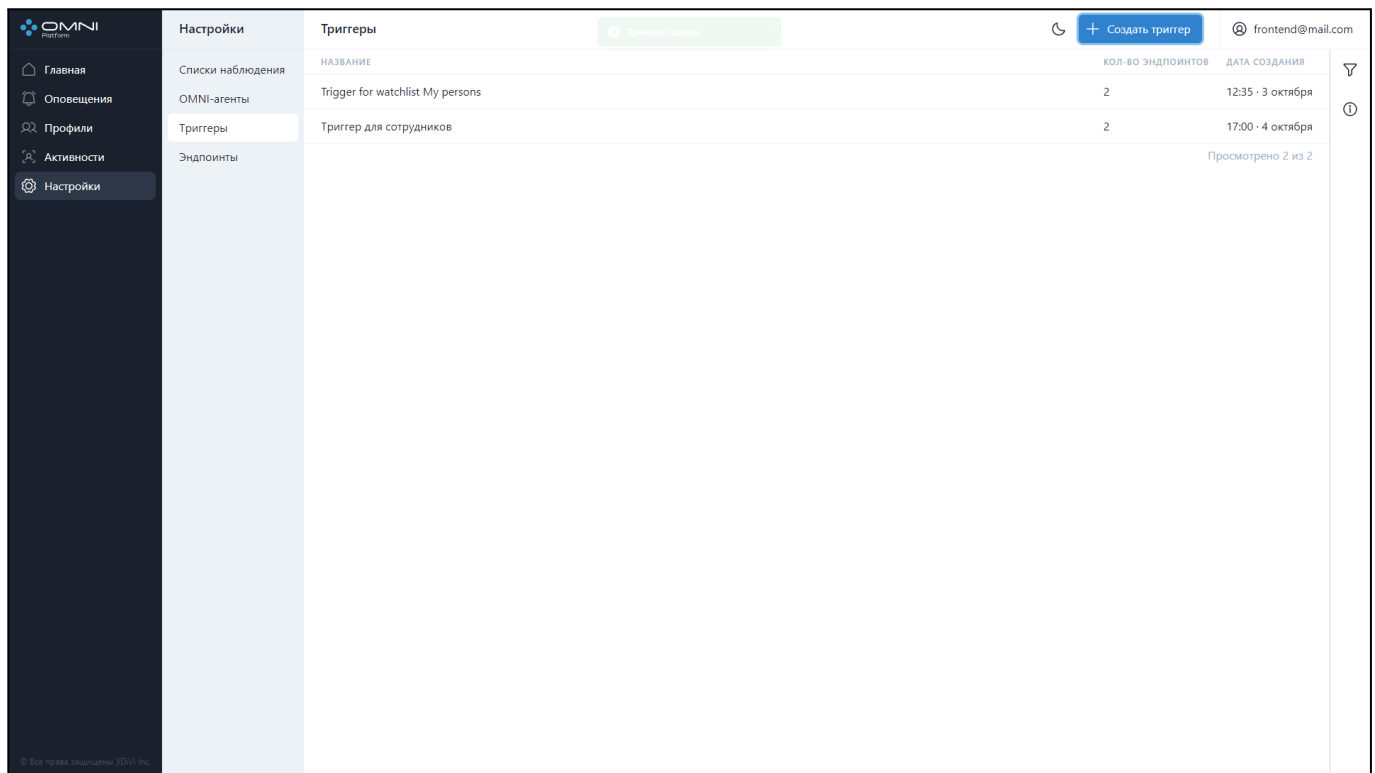 OMNI
Platform
Настройки
Триггеры
Триггер создан
Создать триггер
frontend@mail.com
Главная
Оповещения
Профили
Активности
Настройки
Списки наблюдения
OMNI-агенты
Триггеры
Эндпоинты
НАЗВАНИЕ КОЛ-ВО ЭНДПОИНТОВ ДАТА СОЗДАНИЯ
Trigger for watchlist My persons 2 12:35 · 3 октября
Триггер для сотрудников 2 17:00 · 4 октября
Просмотрено 2 из 2
© Все права защищены 3DiVi Inc.